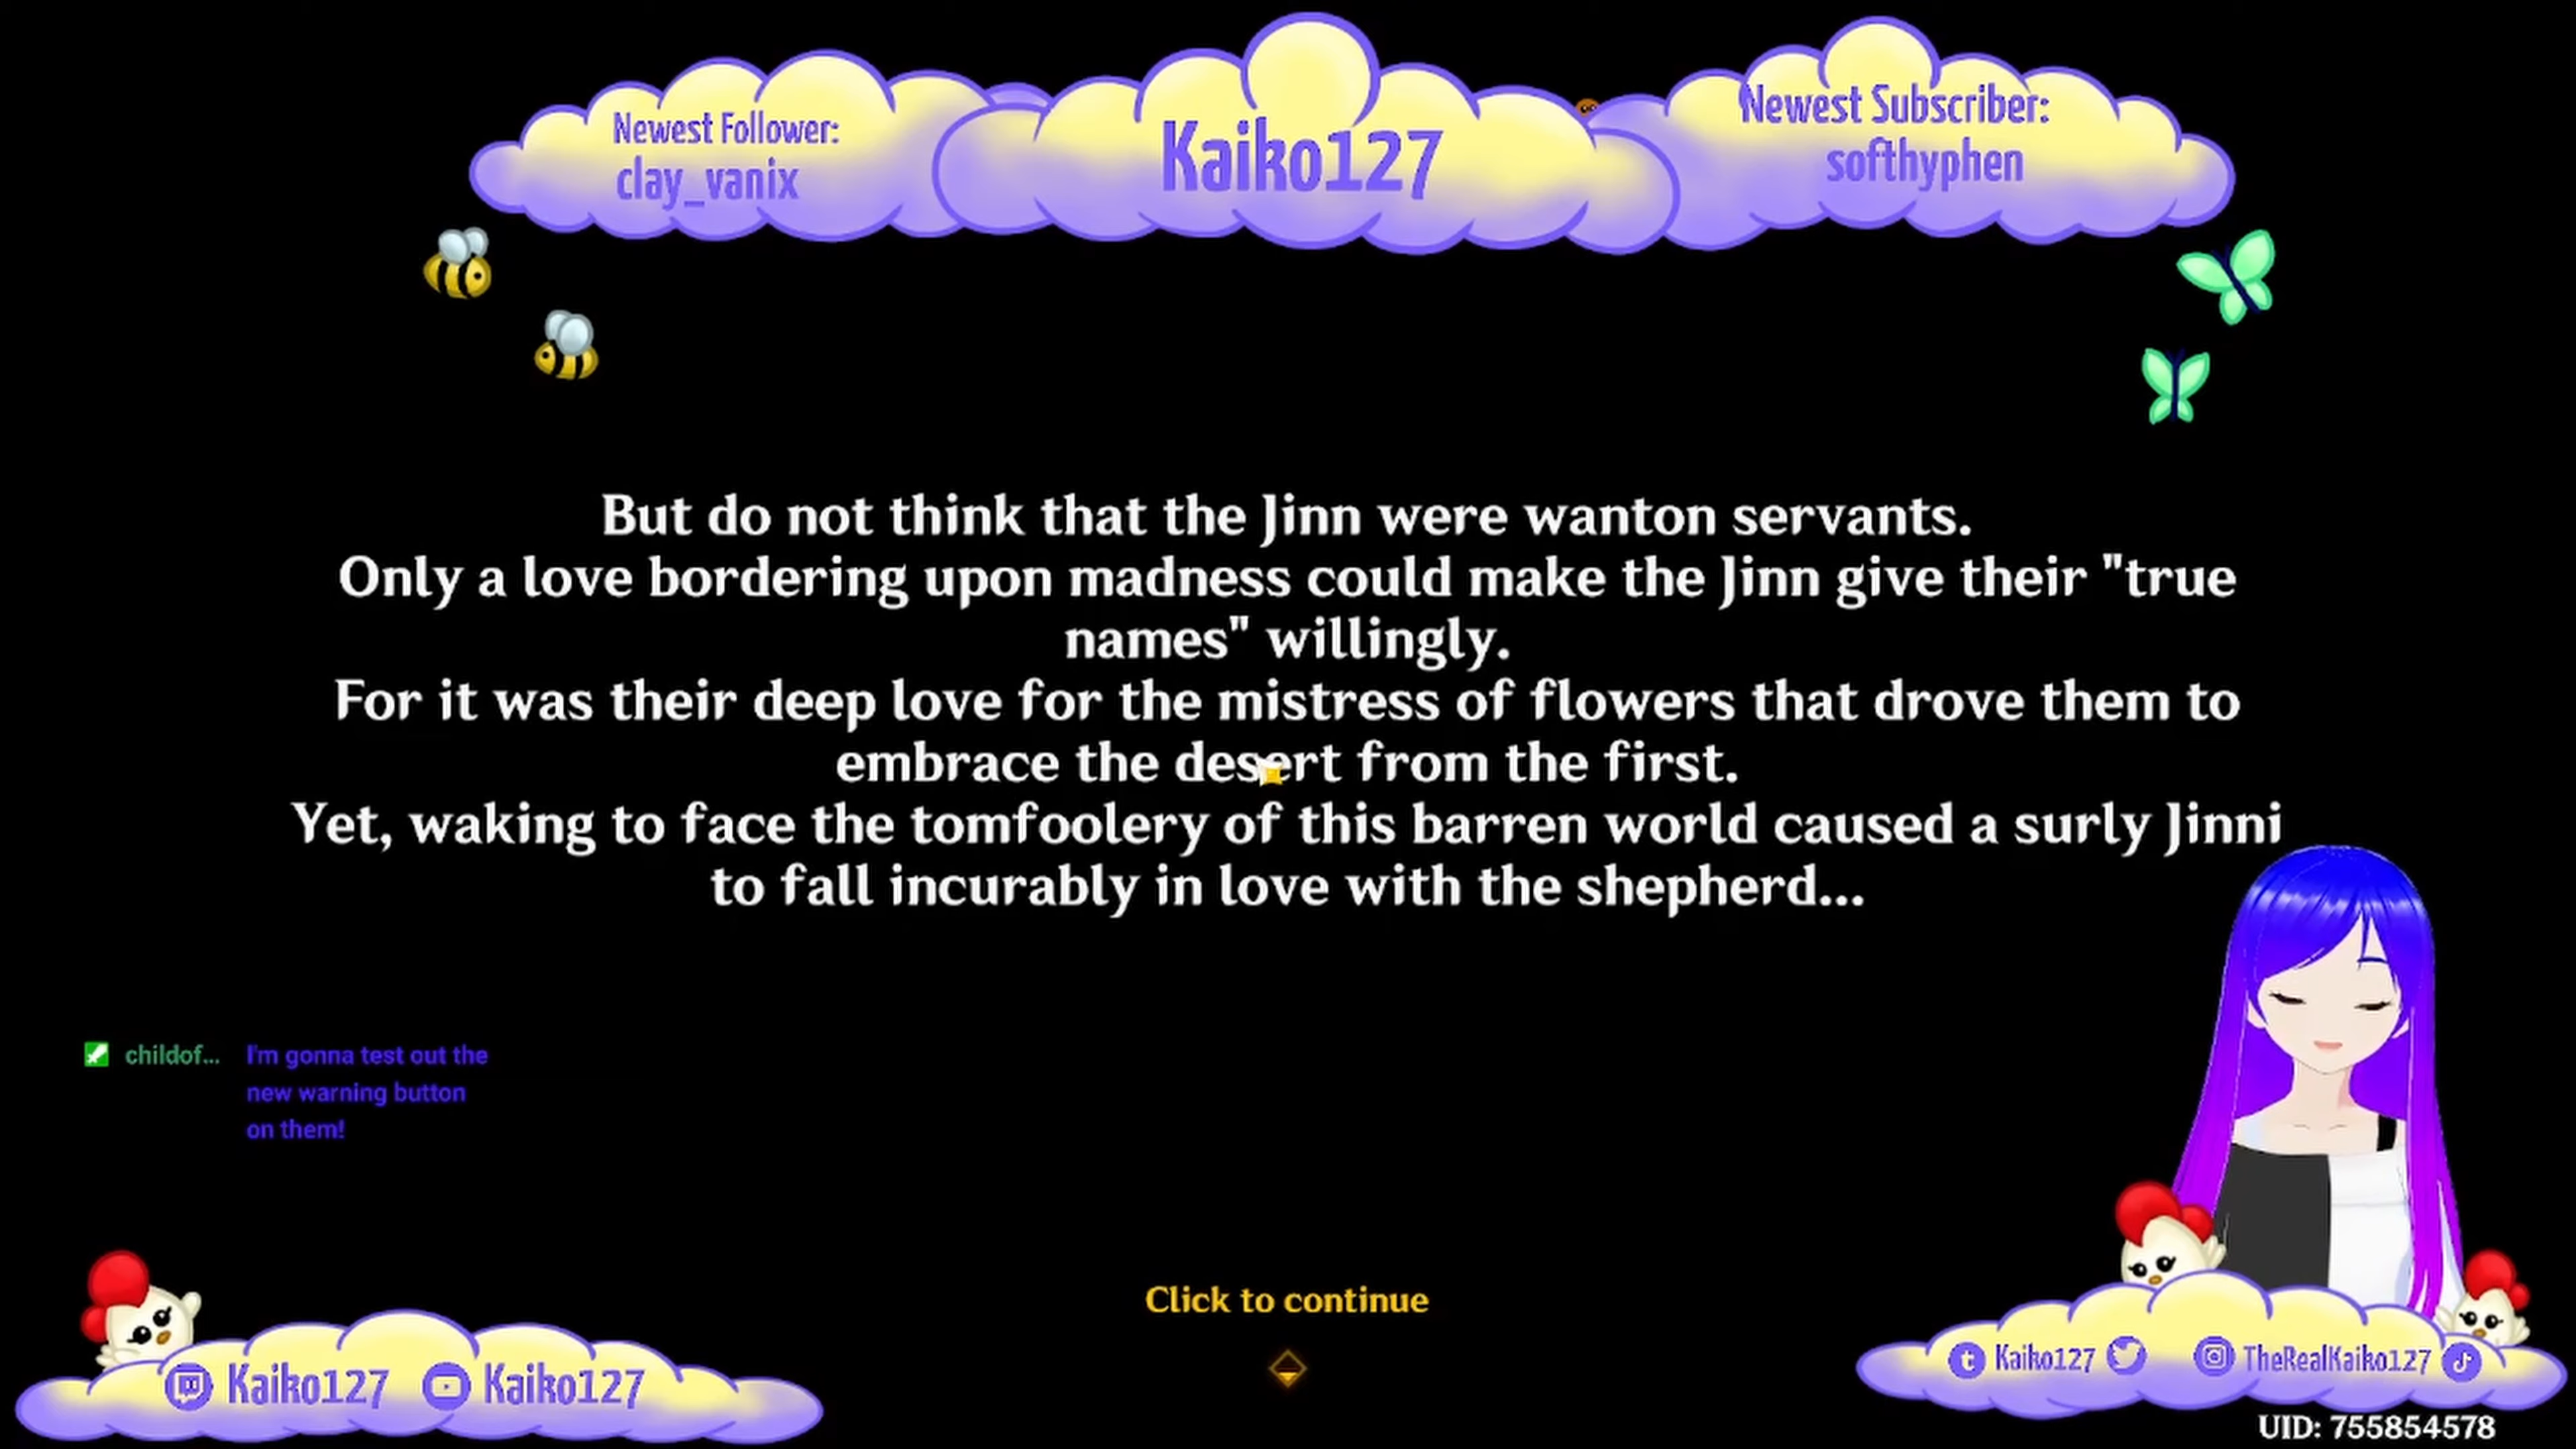 Newest Follower:
clay_vanix
Kaiko127
Newest Subscriber:
softhyphen
But do not think that the Jinn were wanton servants.
Only a love bordering upon madness could make the Jinn give their "true
names" willingly.
For it was their deep love for the mistress of flowers that drove them to
embrace the desert from the first.
Yet, waking to face the tomfoolery of this barren world caused a surly Jinni
to fall incurably in love with the shepherd...
childof... I'm gonna test out the
new warning button
on them!
Click to continue
Kaiko127 Kaiko127
Kaiko127 TheRealKaiko127
UID: 755854578